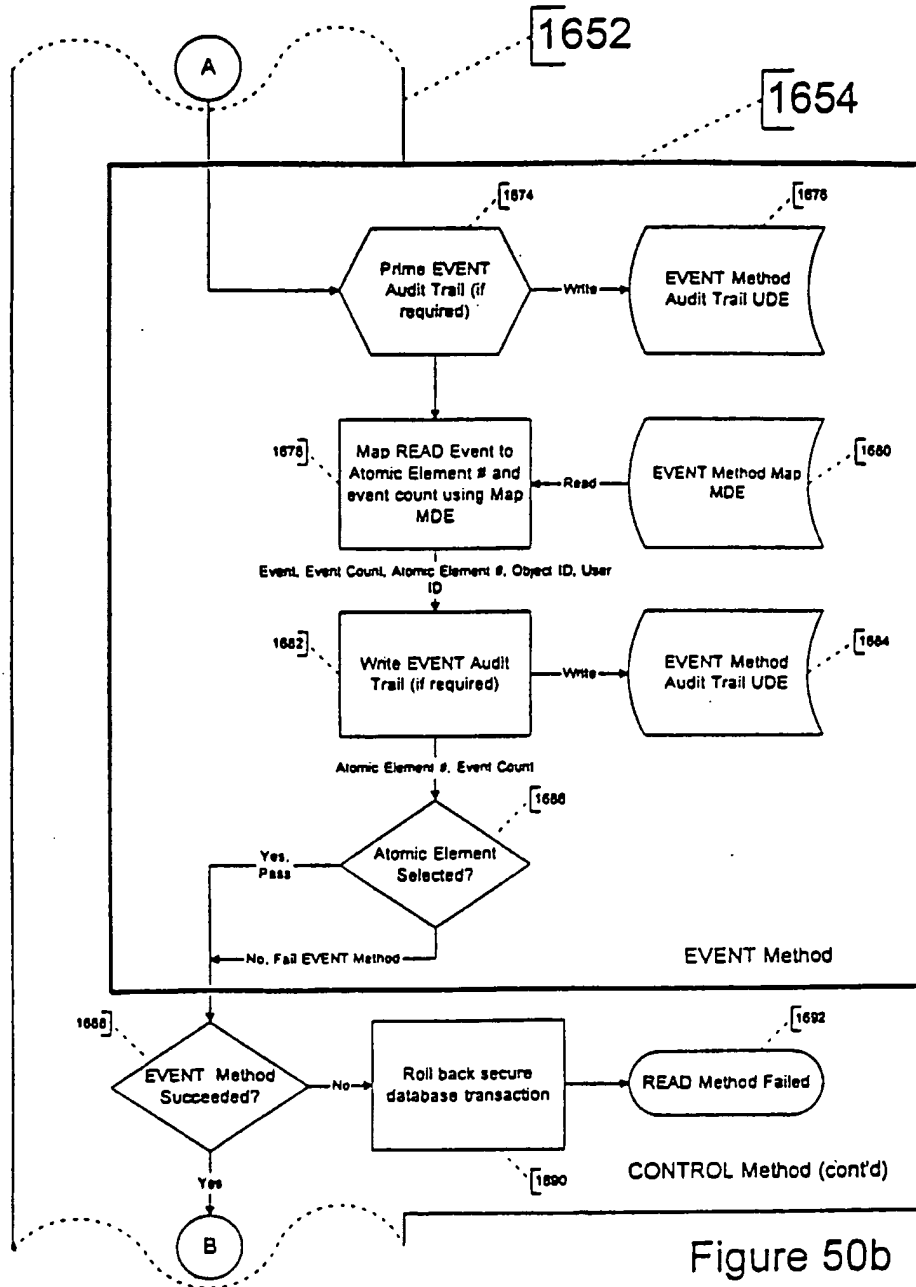 A
1652
1654
1674
1676
Prime EVENT
Audit Trail (if
required)
Write
EVENT Method
Audit Trail UDE
1678
Map READ Event to
Atomic Element # and
event count using Map
MDE
Read
EVENT Method Map
MDE
1680
Event, Event Count, Atomic Element #, Object ID, User
ID
1682
Write EVENT Audit
Trail (if required)
Write
EVENT Method
Audit Trail UDE
1684
Atomic Element #, Event Count
1686
Yes,
Pass
Atomic Element
Selected?
No, Fail EVENT Method
EVENT Method
1688
EVENT Method
Succeeded?
No
Roll back secure
database transaction
1692
READ Method Failed
1690
CONTROL Method (cont'd)
Yes
B
Figure 50b